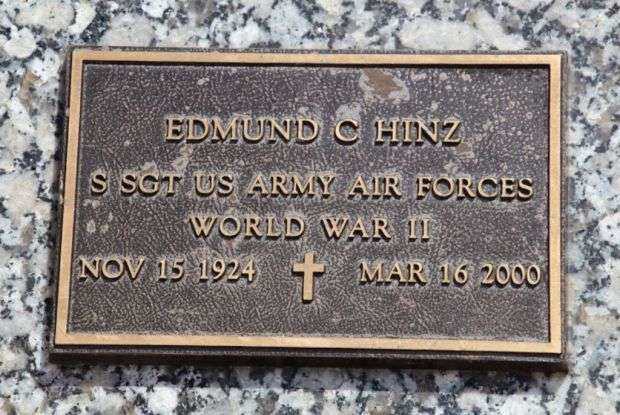 EDMUND C HINZ
S SGT US ARMY AIR FORCES
WORLD WAR II
NOV 15 1924 MAR 16 2000